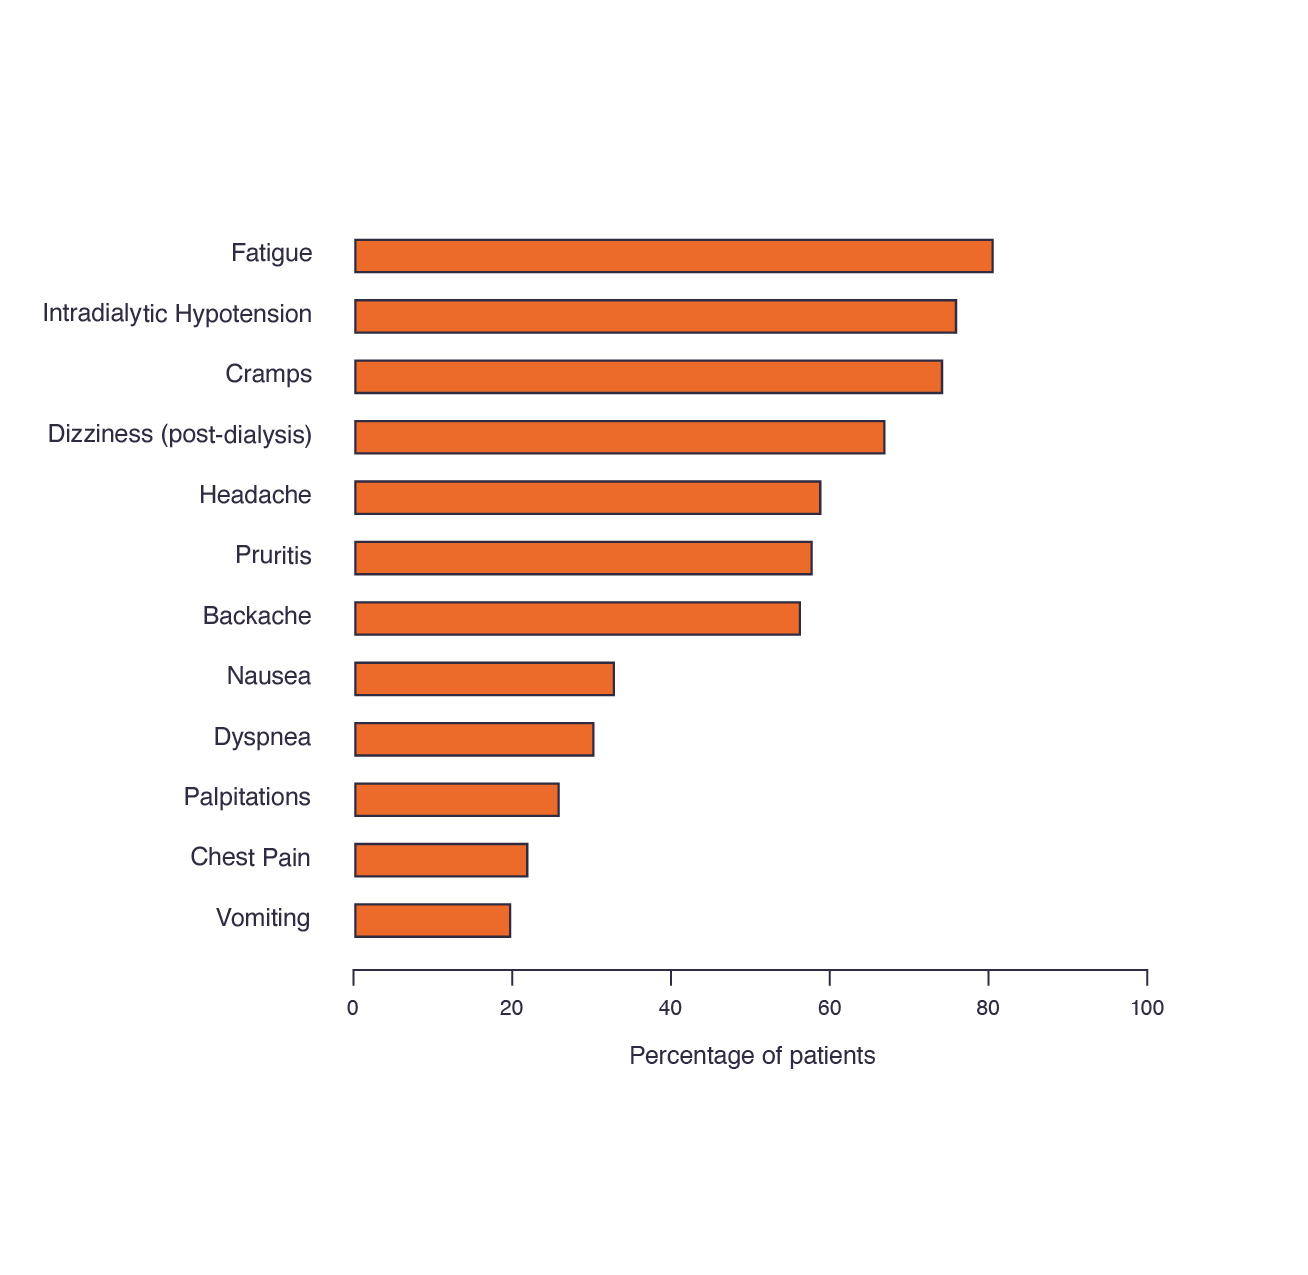 Fatigue
Intradialytic Hypotension
Cramps
Dizziness (post-dialysis)
Headache
Pruritis
Backache
Nausea
Dyspnea
Palpitations
Chest Pain
Vomiting
0 20 40 60 80 100
Percentage of patients